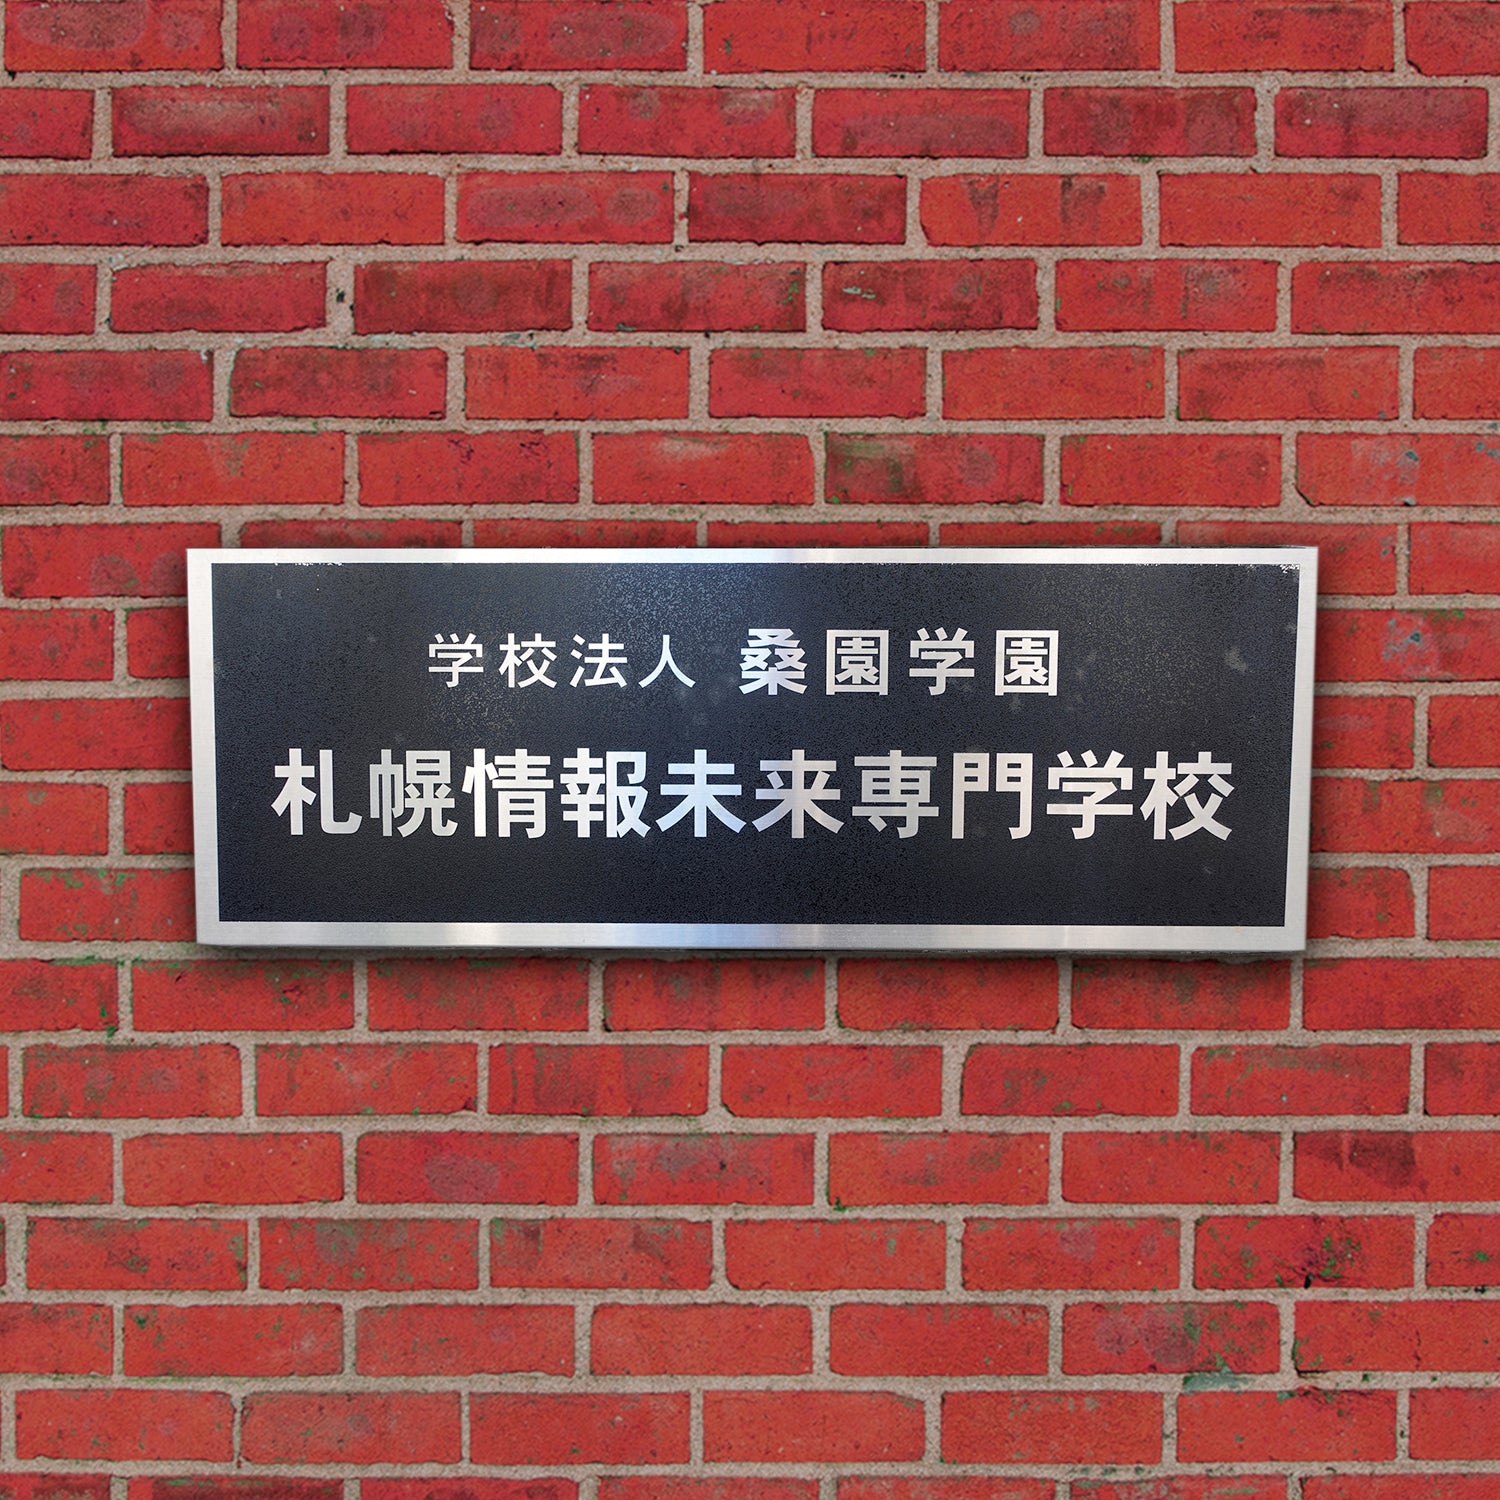 学校法人 桑園学園
札幌情報未来専門学校